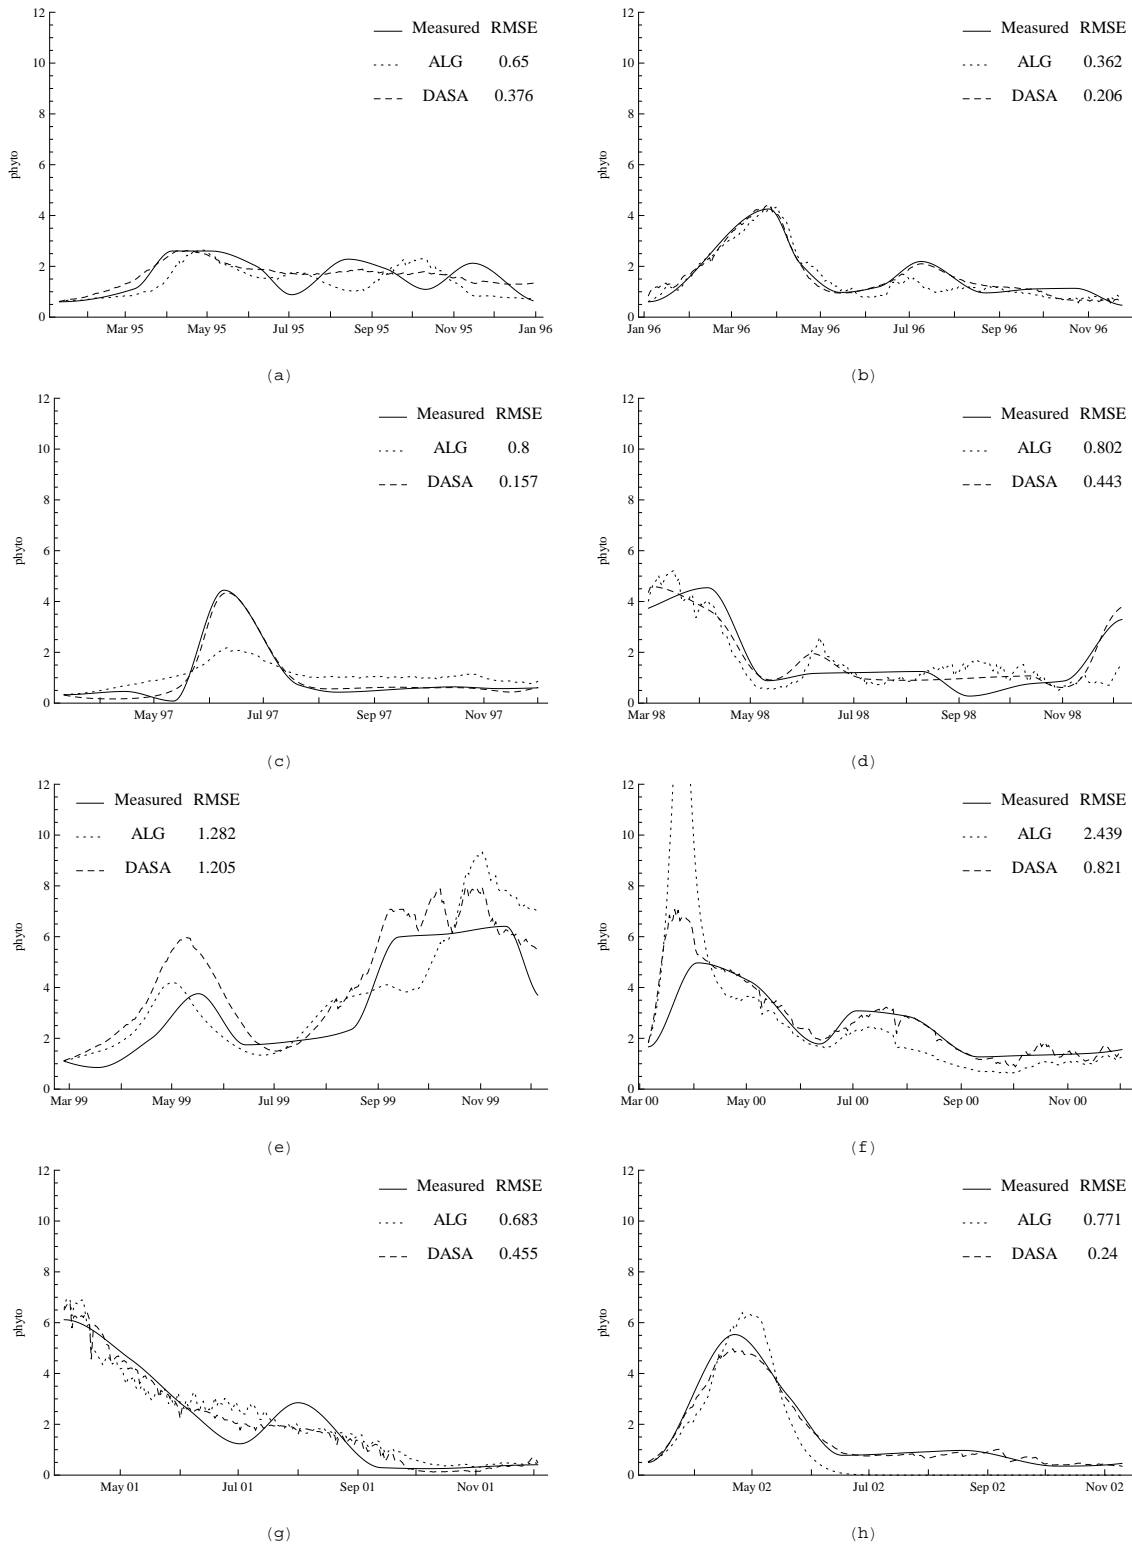 12
10
8
6
4
2
0
phyto
Measured RMSE
ALG 0.65
DASA 0.376
Mar 95 May 95 Jul 95 Sep 95 Nov 95 Jan 96
(a)
12
10
8
6
4
2
0
phyto
Measured RMSE
ALG 0.362
DASA 0.206
Jan 96 Mar 96 May 96 Jul 96 Sep 96 Nov 96
(b)
12
10
8
6
4
2
0
phyto
Measured RMSE
ALG 0.8
DASA 0.157
May 97 Jul 97 Sep 97 Nov 97
(c)
12
10
8
6
4
2
0
phyto
Measured RMSE
ALG 0.802
DASA 0.443
Mar 98 May 98 Jul 98 Sep 98 Nov 98
(d)
12
10
8
6
4
2
0
phyto
Measured RMSE
ALG 1.282
DASA 1.205
Mar 99 May 99 Jul 99 Sep 99 Nov 99
(e)
12
10
8
6
4
2
0
phyto
Measured RMSE
ALG 2.439
DASA 0.821
Mar 00 May 00 Jul 00 Sep 00 Nov 00
(f)
12
10
8
6
4
2
0
phyto
Measured RMSE
ALG 0.683
DASA 0.455
May 01 Jul 01 Sep 01 Nov 01
(g)
12
10
8
6
4
2
0
phyto
Measured RMSE
ALG 0.771
DASA 0.24
May 02 Jul 02 Sep 02 Nov 02
(h)